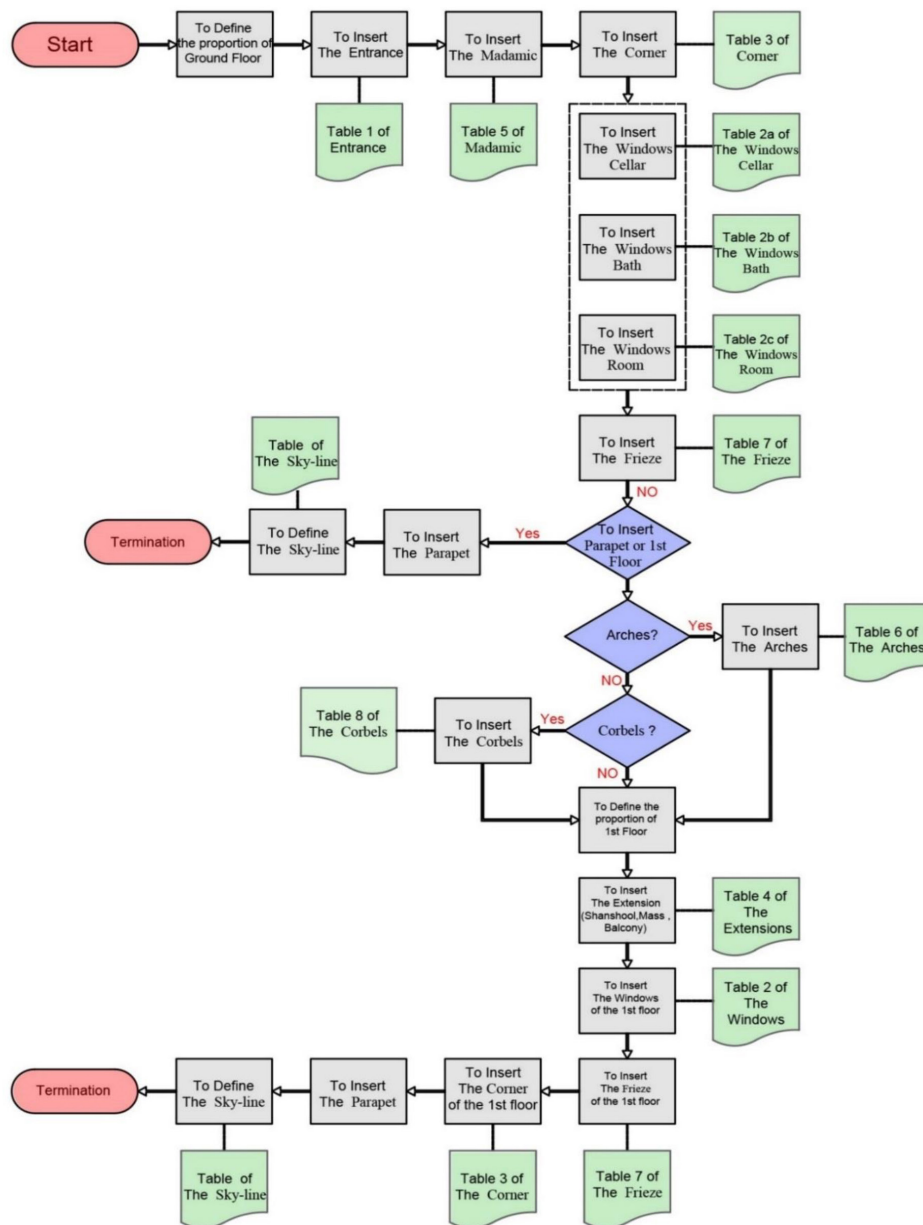 Start
To Define
the proportion of
Ground Floor
To Insert
The Entrance
To Insert
The Madamic
To Insert
The Corner
Table 3 of
Corner
Table 1 of
Entrance
Table 5 of
Madamic
To Insert
The Windows
Cellar
Table 2a of
The Windows
Cellar
To Insert
The Windows
Bath
Table 2b of
The Windows
Bath
To Insert
The Windows
Room
Table 2c of
The Windows
Room
To Insert
The Frieze
Table 7 of
The Frieze
Table of
The Sky-line
NO
Termination
To Define
The Sky-line
To Insert
The Parapet
Yes
To Insert
Parapet or 1st
Floor
Arches?
Yes
To Insert
The Arches
Table 6 of
The Arches
NO
Table 8 of
The Corbels
To Insert
The Corbels
Yes
Corbels ?
NO
To Define the
proportion of
1st Floor
To Insert
The Extension
(Shanshool,Mass ,
Balcony)
Table 4 of
The
Extensions
To Insert
The Windows
of the 1st floor
Table 2 of
The
Windows
Termination
To Define
The Sky-line
To Insert
The Parapet
To Insert
The Corner
of the 1st floor
To Insert
The Frieze
of the 1st floor
Table of
The Sky-line
Table 3 of
The Corner
Table 7 of
The Frieze